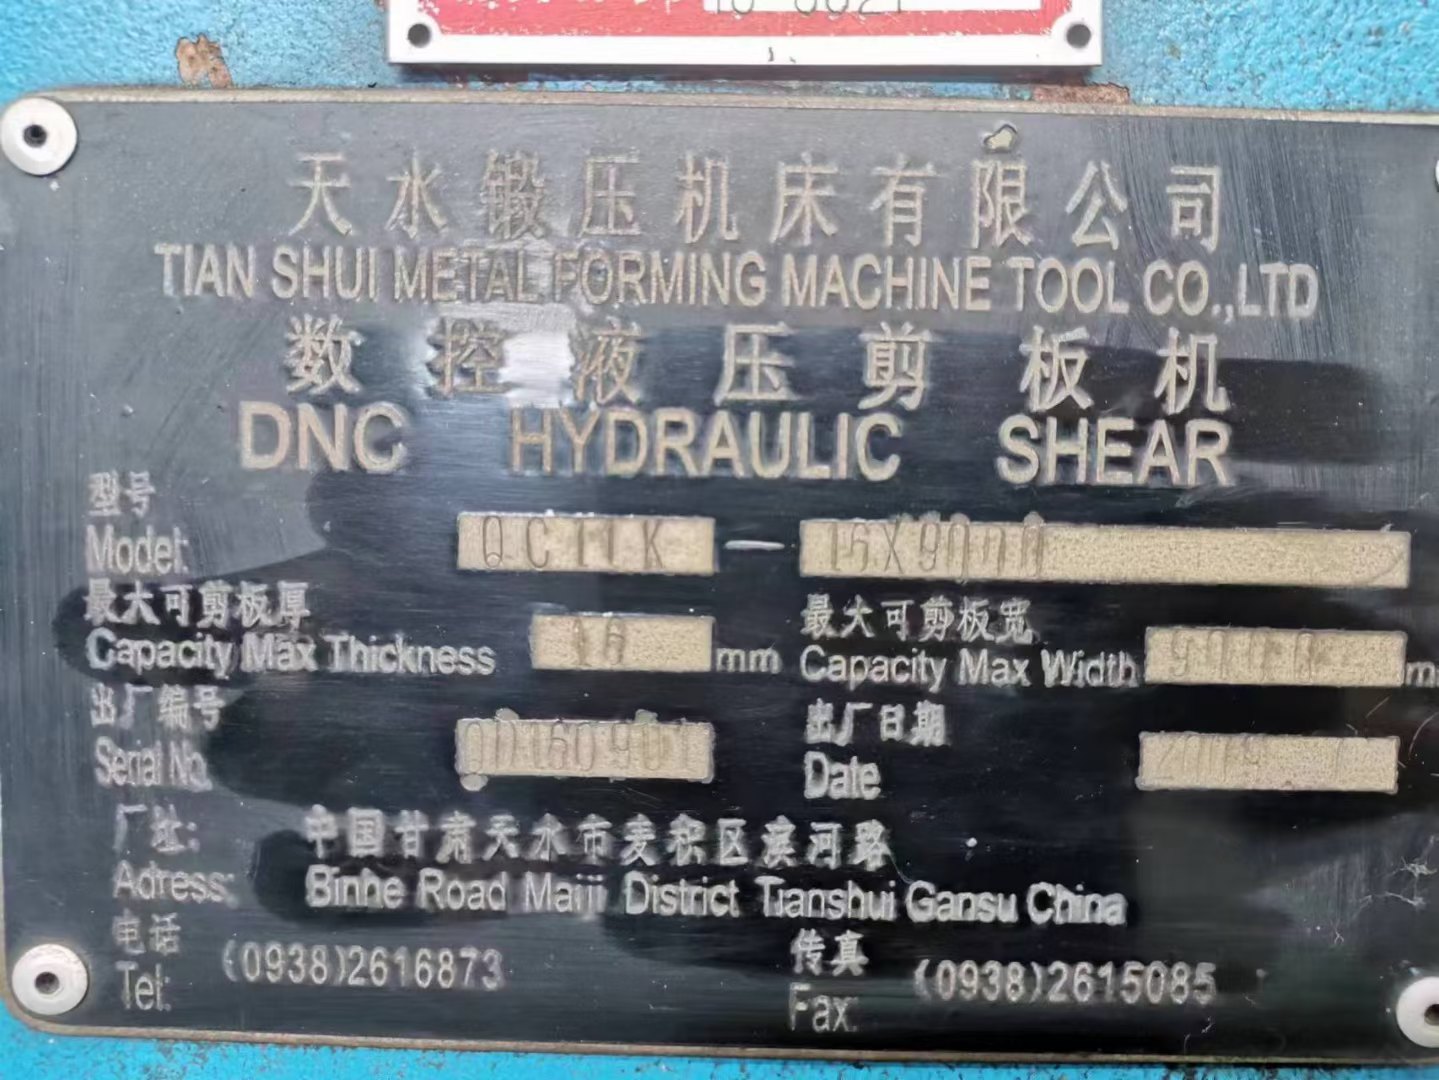 天水锻压机床有限公司
TIAN SHUI METAL FORMING MACHINE TOOL CO.,LTD
数控液压剪板机
DNC HYDRAULIC SHEAR
型号
Model: QC11K — 16X9000
最大可剪板厚 最大可剪板宽
Capacity Max Thickness 16 mm Capacity Max Width 9000
出厂编号 出厂日期
Serial No. Date
厂址: 中国甘肃天水市麦积区滨河路
Adress: Binhe Road Maiji District Tianshui Gansu China
电话 传真
Tel: (0938)2616873 Fax: (0938)2615085